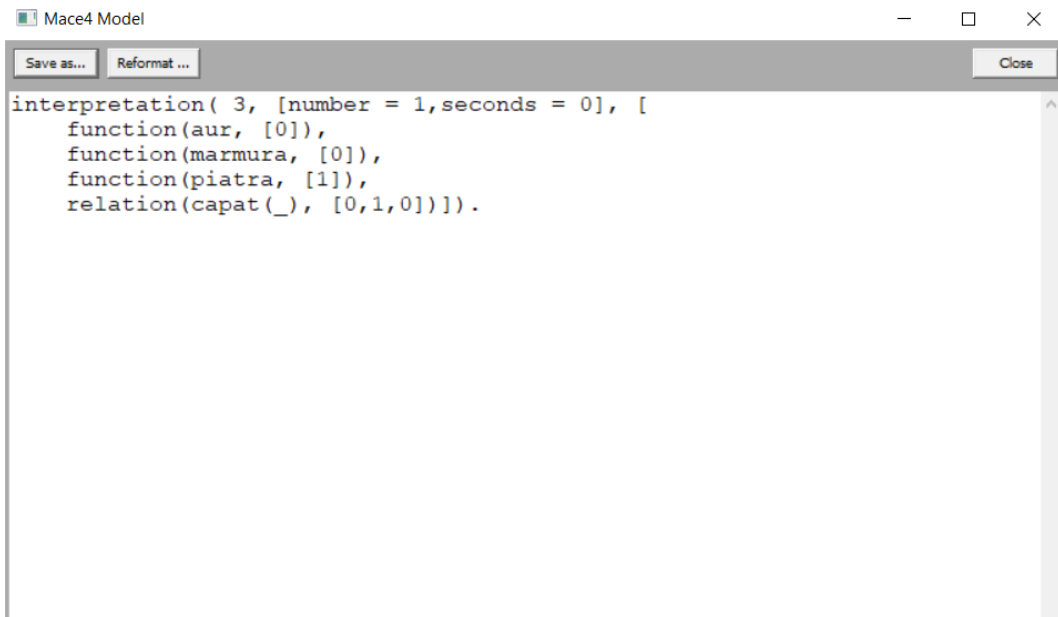 Mace4 Model
Save as... Reformat ... Close
interpretation( 3, [number = 1,seconds = 0], [
    function(aur, [0]),
    function(marmura, [0]),
    function(piatra, [1]),
    relation(capat(_), [0,1,0])]).